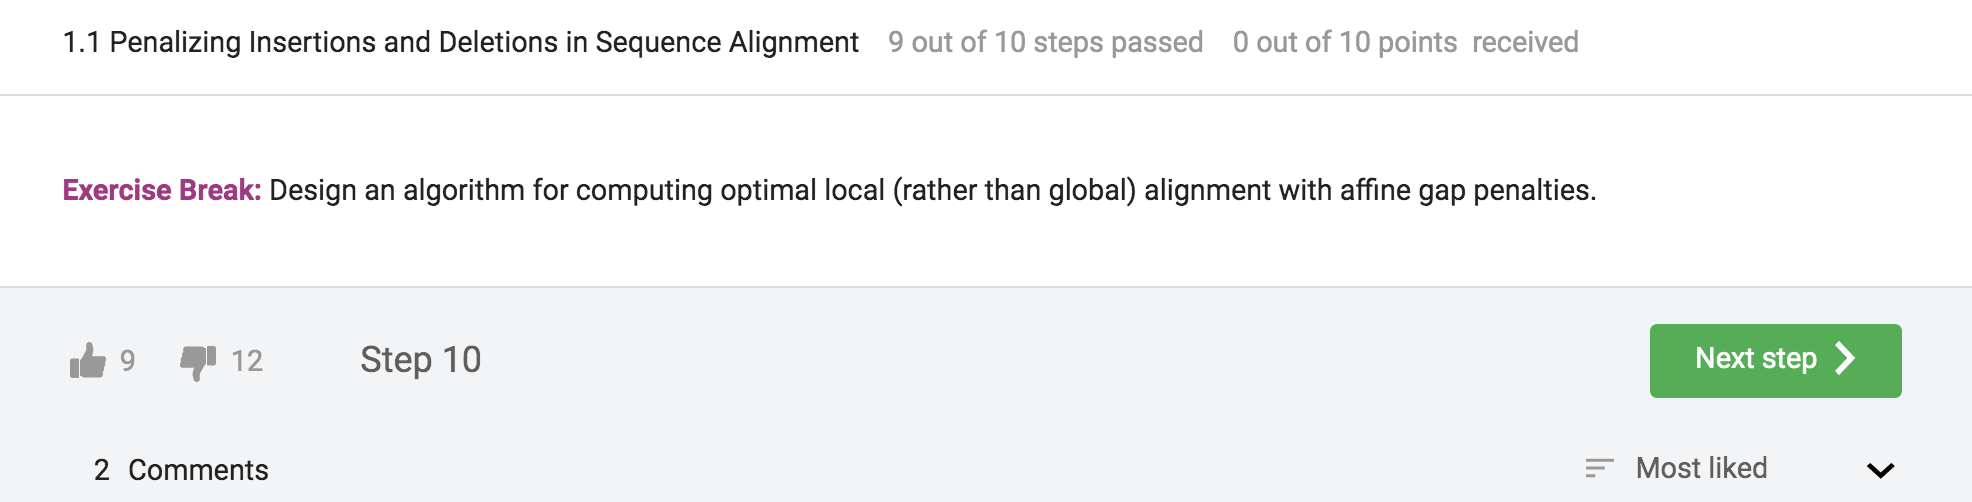 1.1 Penalizing Insertions and Deletions in Sequence Alignment 9 out of 10 steps passed 0 out of 10 points received
Exercise Break: Design an algorithm for computing optimal local (rather than global) alignment with affine gap penalties.
9 12 Step 10 Next step
2 Comments Most liked